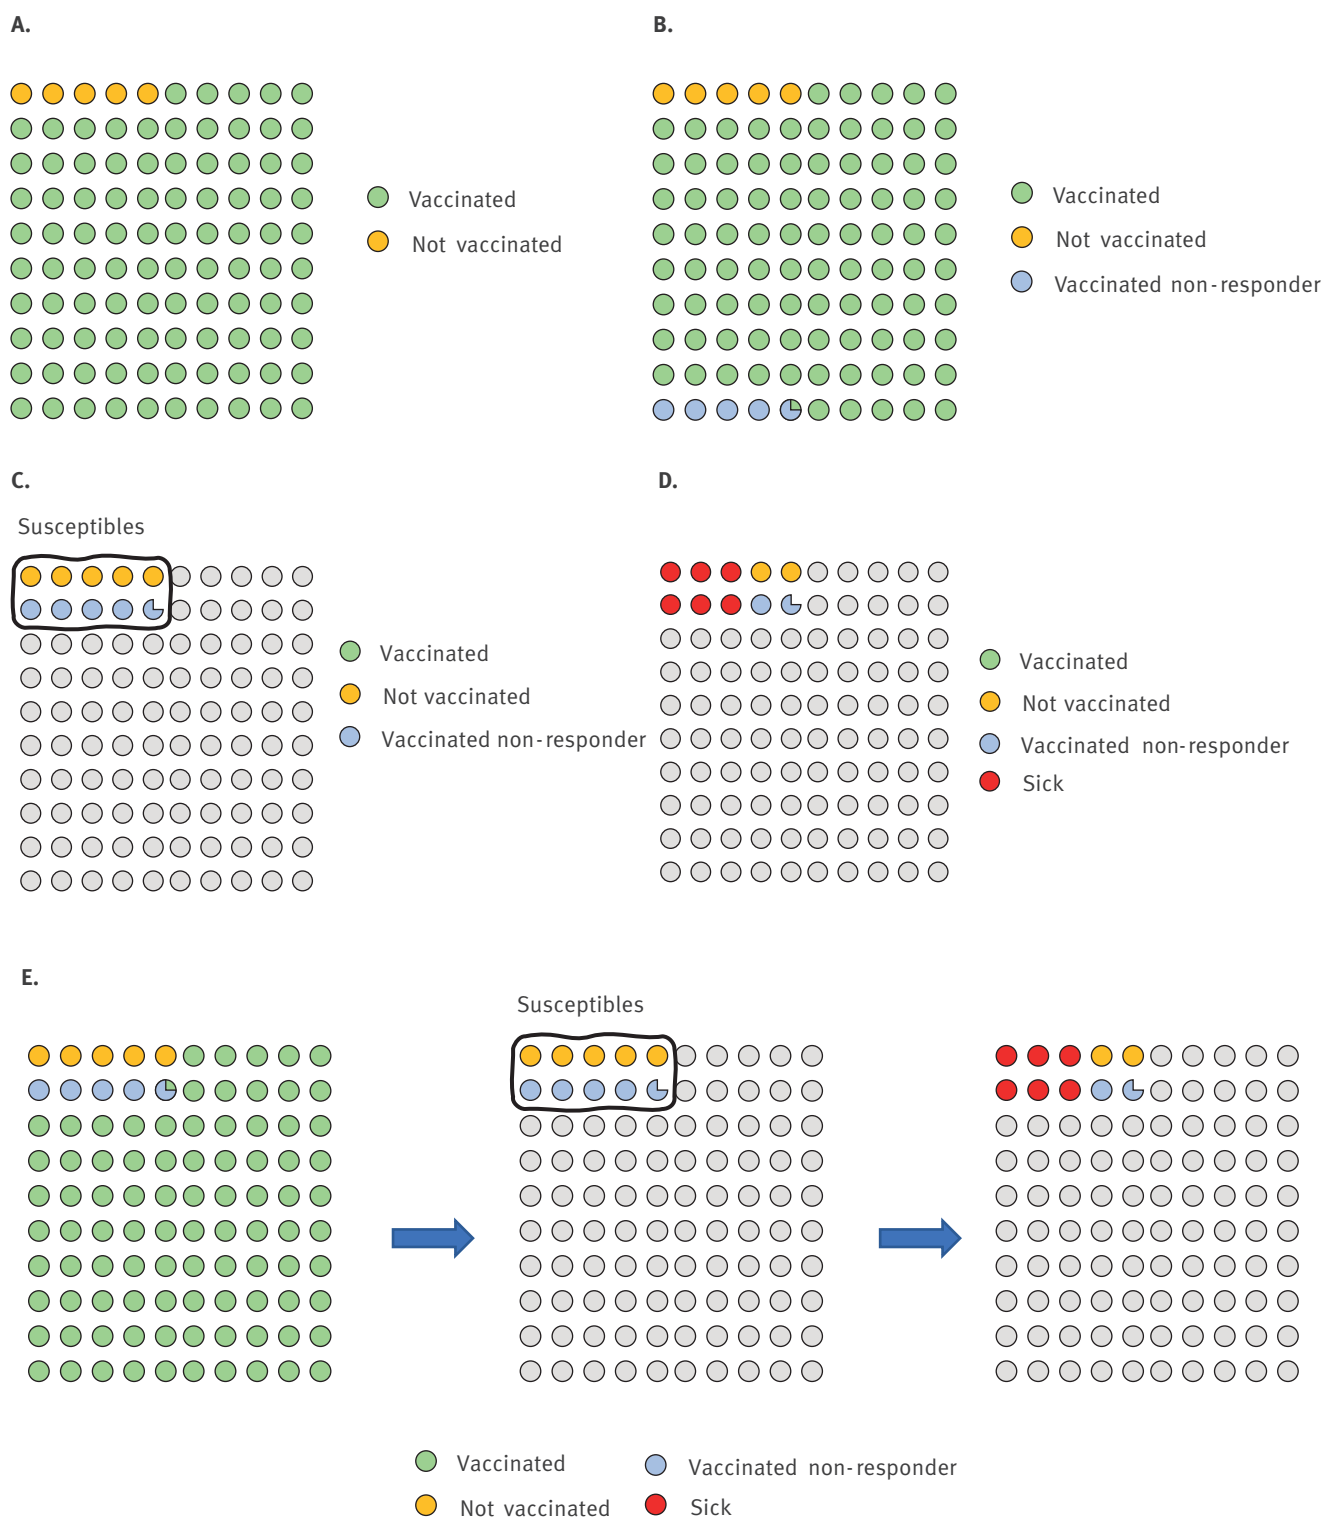 A.
B.
Vaccinated
Not vaccinated
Vaccinated
Not vaccinated
Vaccinated non-responder
C.
D.
Susceptibles
Vaccinated
Not vaccinated
Vaccinated non-responder
Vaccinated
Not vaccinated
Vaccinated non-responder
Sick
E.
Susceptibles
Vaccinated
Vaccinated non-responder
Not vaccinated
Sick